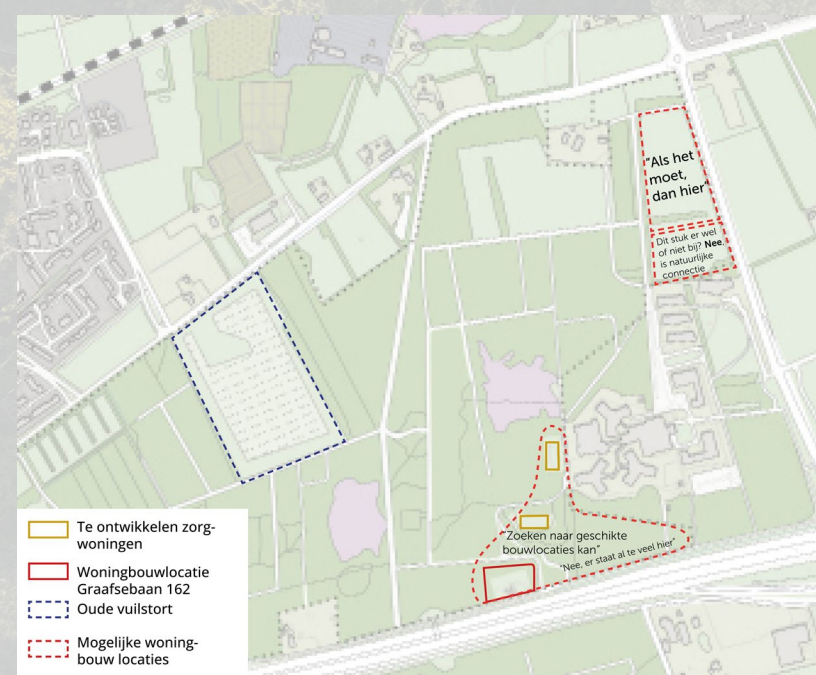 "Als het
moet,
dan hier"
Dit stuk er wel
of niet bij? Nee,
is natuurlijke
connectie
"Zoeken naar geschikte
bouwlocaties kan"
"Nee, er staat al te veel hier"
Te ontwikkelen zorg-
woningen
Woningbouwlocatie
Graafsebaan 162
Oude vuilstort
Mogelijke woning-
bouw locaties